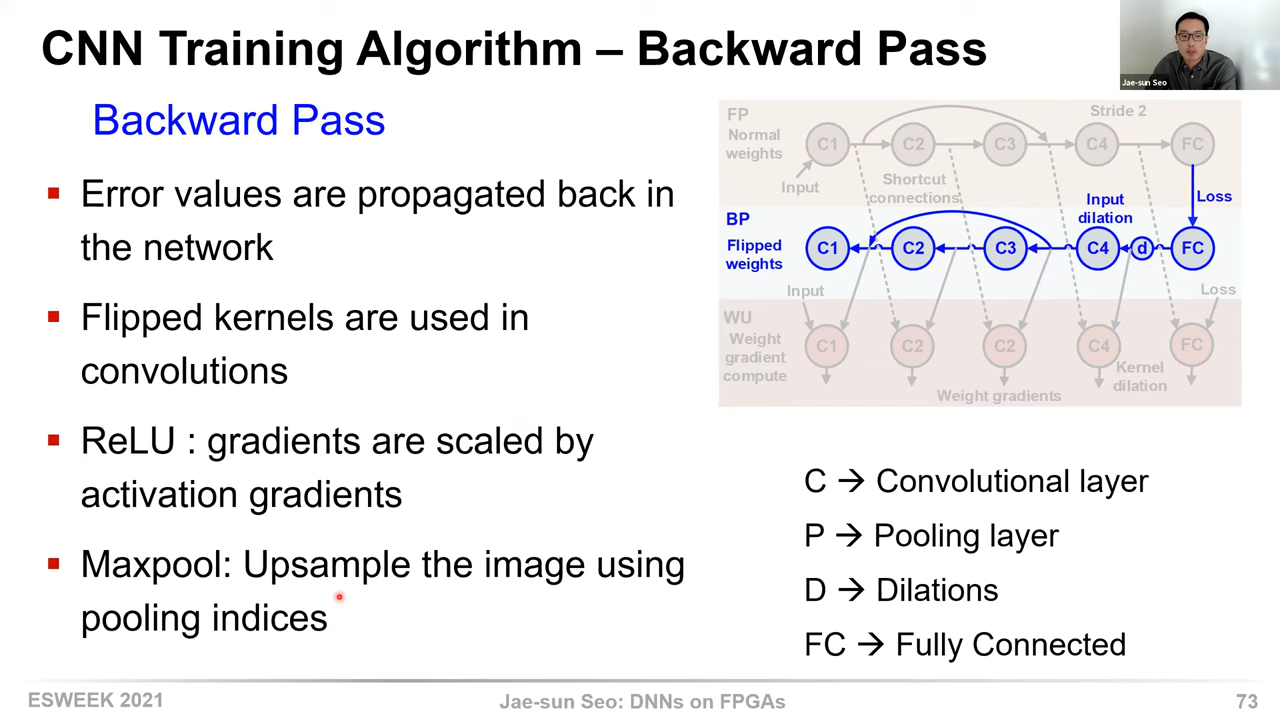 CNN Training Algorithm – Backward Pass
Jae-sun Seo
Backward Pass
▪ Error values are propagated back in
the network
▪ Flipped kernels are used in
convolutions
▪ ReLU : gradients are scaled by
activation gradients
▪ Maxpool: Upsample the image using
pooling indices
FP
Normal
weights
Stride 2
C1 C2 C3 C4 FC
Input
Shortcut
connections
Input
dilation
Loss
BP
Flipped
weights
C1 C2 C3 C4 d FC
Input
Loss
WU
Weight
gradient
compute
C1 C2 C2 C4 FC
Kernel
dilation
Weight gradients
C → Convolutional layer
P → Pooling layer
D → Dilations
FC → Fully Connected
ESWEEK 2021
Jae-sun Seo: DNNs on FPGAs
73